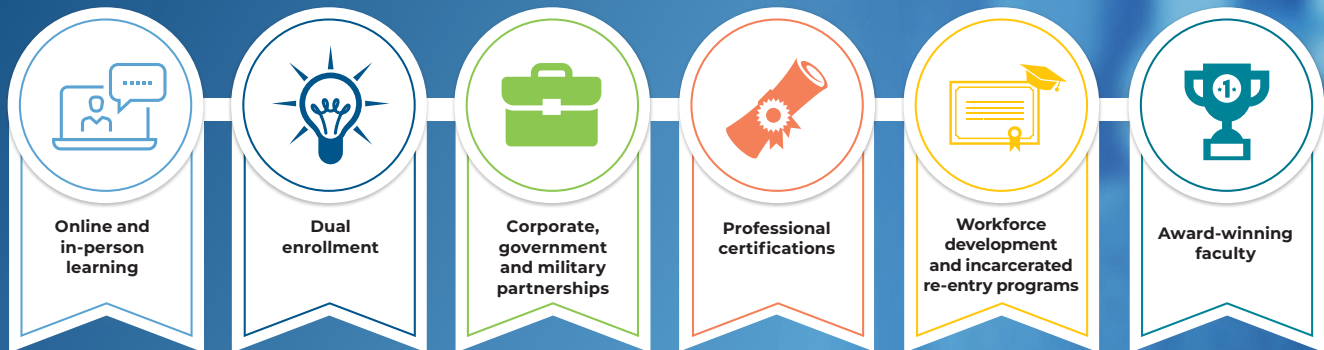 Online and
in-person
learning
Dual
enrollment
Corporate,
government
and military
partnerships
Professional
certifications
Workforce
development
and incarcerated
re-entry programs
·1·
Award-winning
faculty